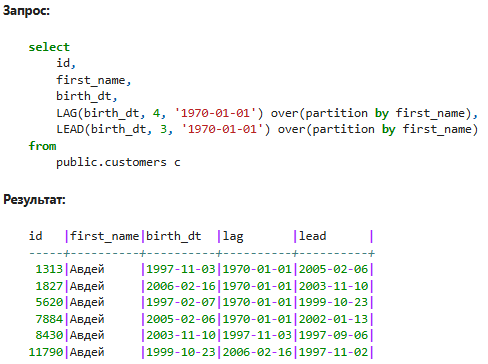 Запрос:
select
id,
first_name,
birth_dt,
LAG(birth_dt, 4, '1970-01-01') over(partition by first_name),
LEAD(birth_dt, 3, '1970-01-01') over(partition by first_name)
from
public.customers c
Результат:
id |first_name|birth_dt |lag |lead |
-----+----------+----------+----------+----------+
1313|Авдей |1997-11-03|1970-01-01|2005-02-06|
1827|Авдей |2006-02-16|1970-01-01|2003-11-10|
5620|Авдей |1997-02-07|1970-01-01|1999-10-23|
7884|Авдей |2005-02-06|1970-01-01|2002-01-13|
8430|Авдей |2003-11-10|1997-11-03|1997-09-06|
11790|Авдей |1999-10-23|2006-02-16|1997-11-02|